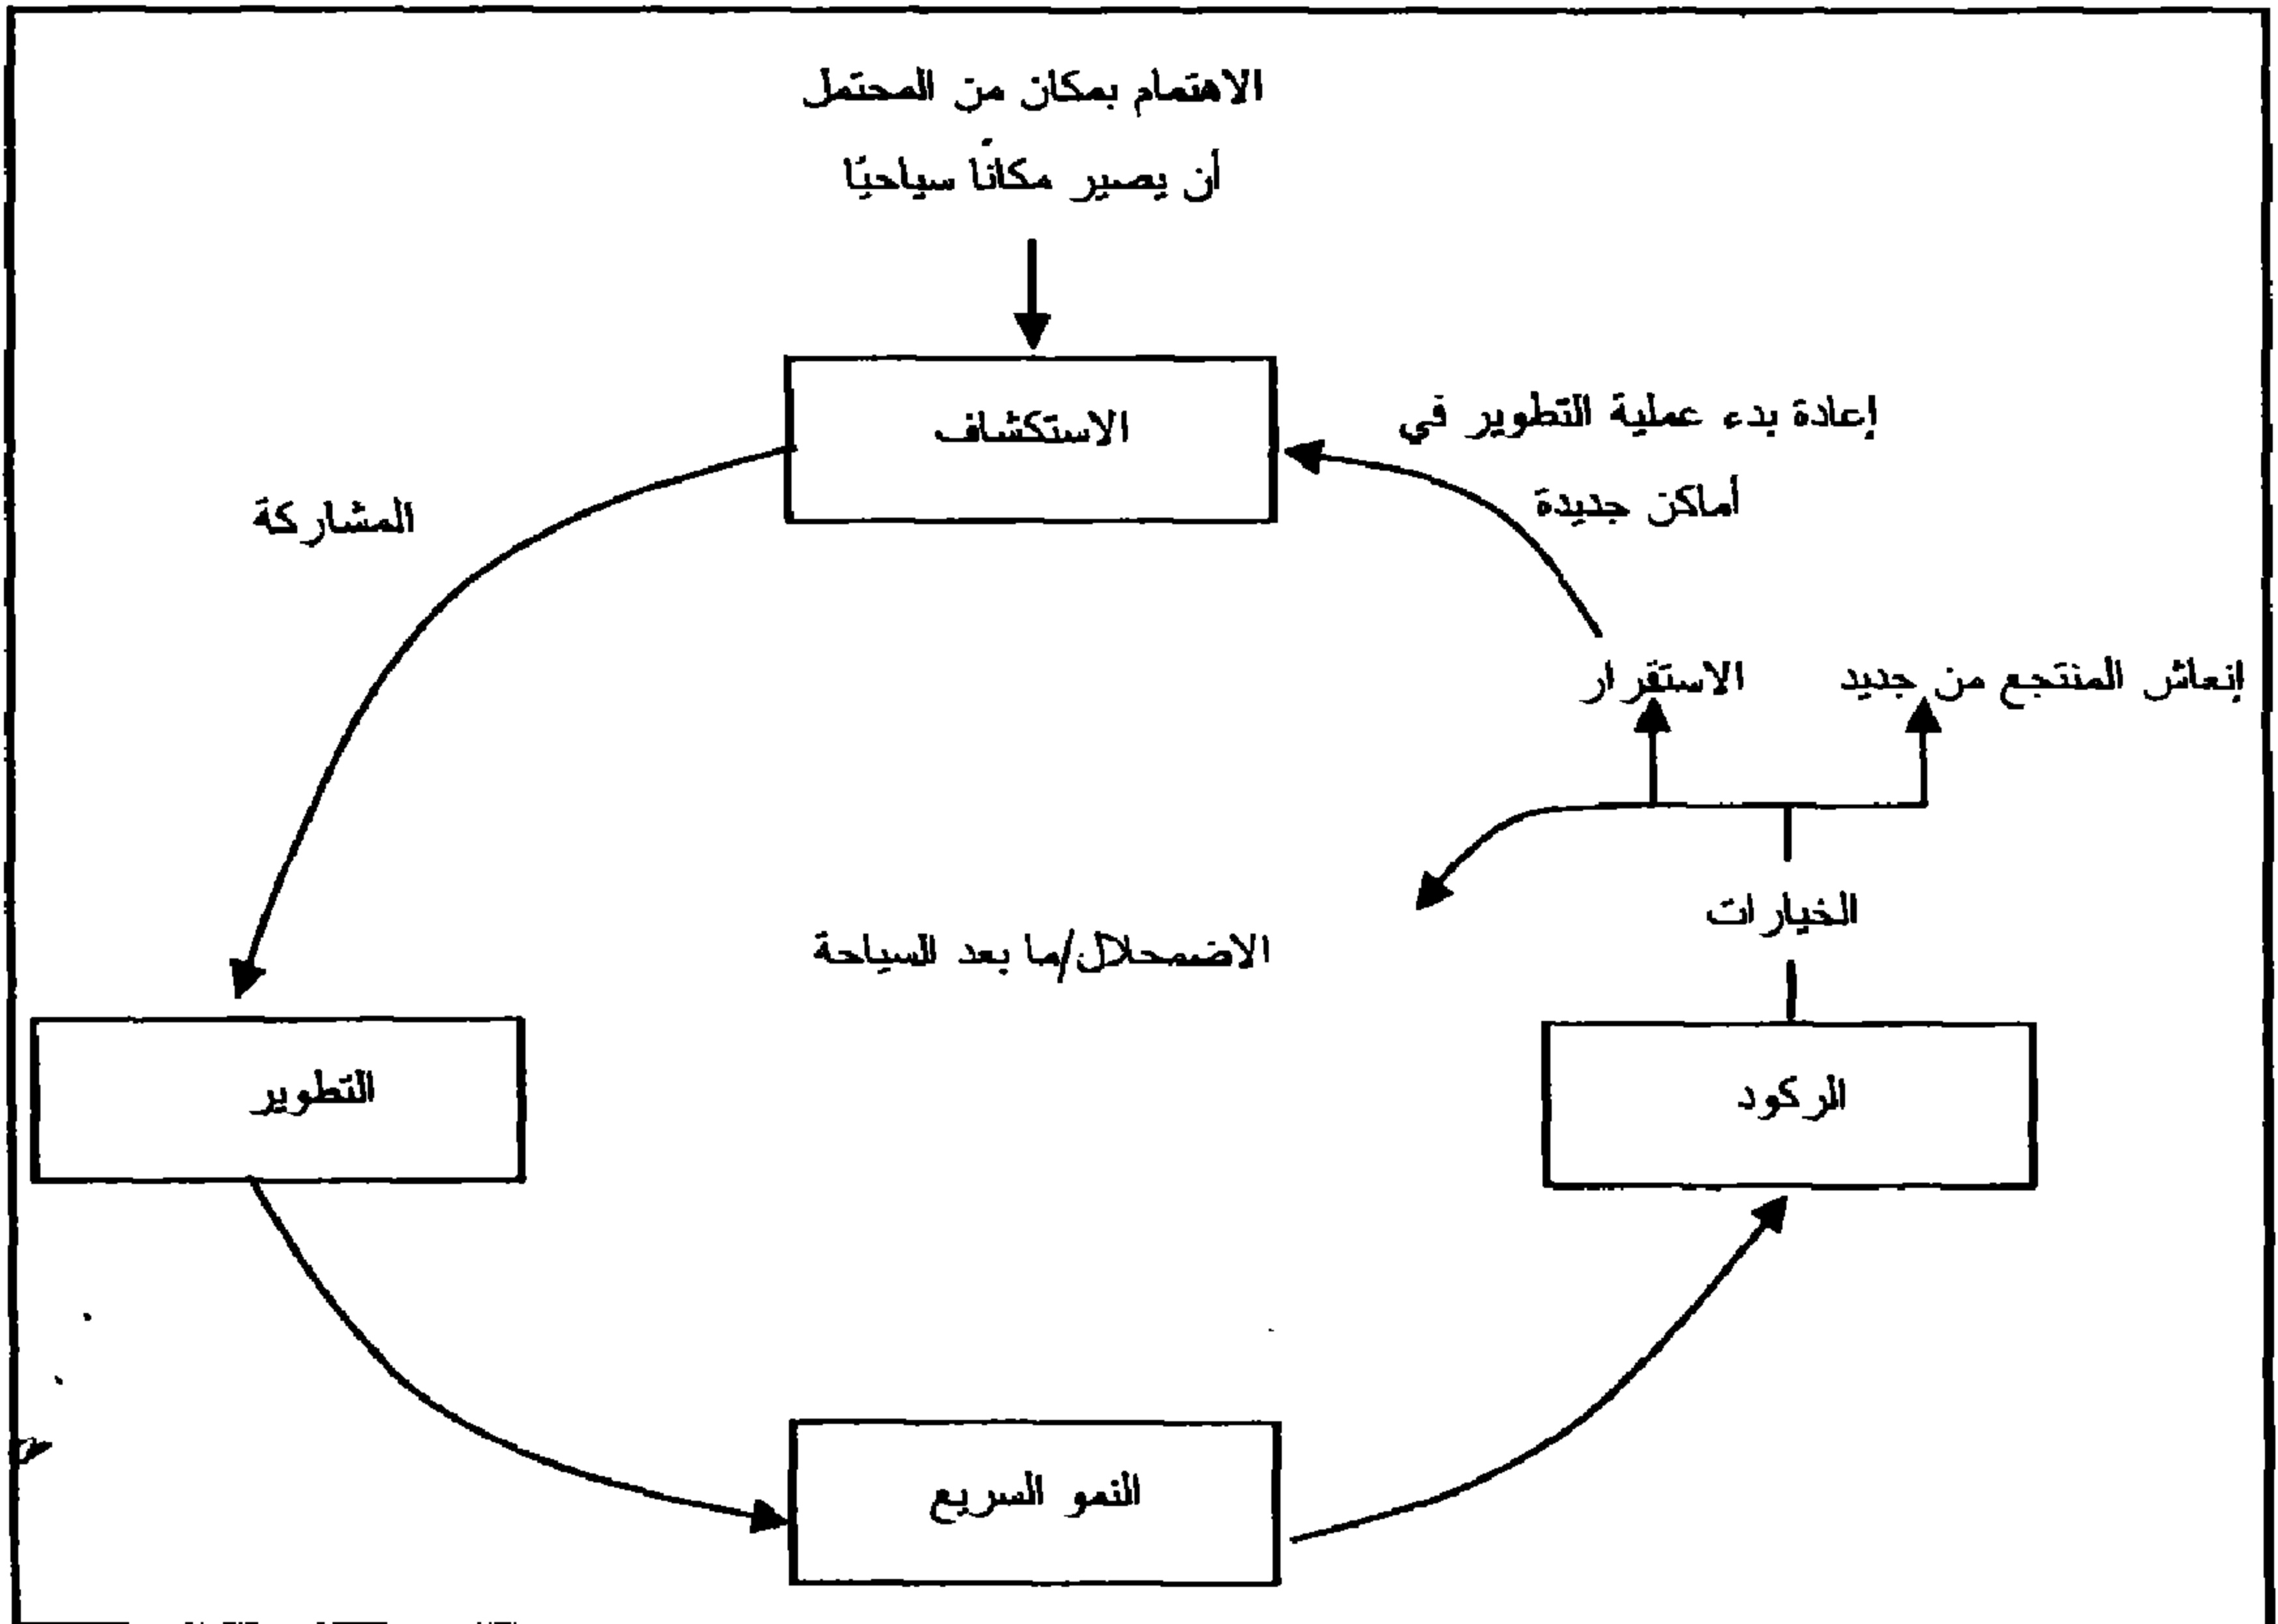 الاهتمام بمكان من المحتمل
أن يصير مكانًا سياحيًا
الاستكشاف
إعادة بدء عملية التطوير في
أماكن جديدة
المشاركة
الاستقرار
إنعاش المنتجع من جديد
الخيارات
الاضمحلال/ما بعد السياحة
التطوير
الركود
النمو السريع